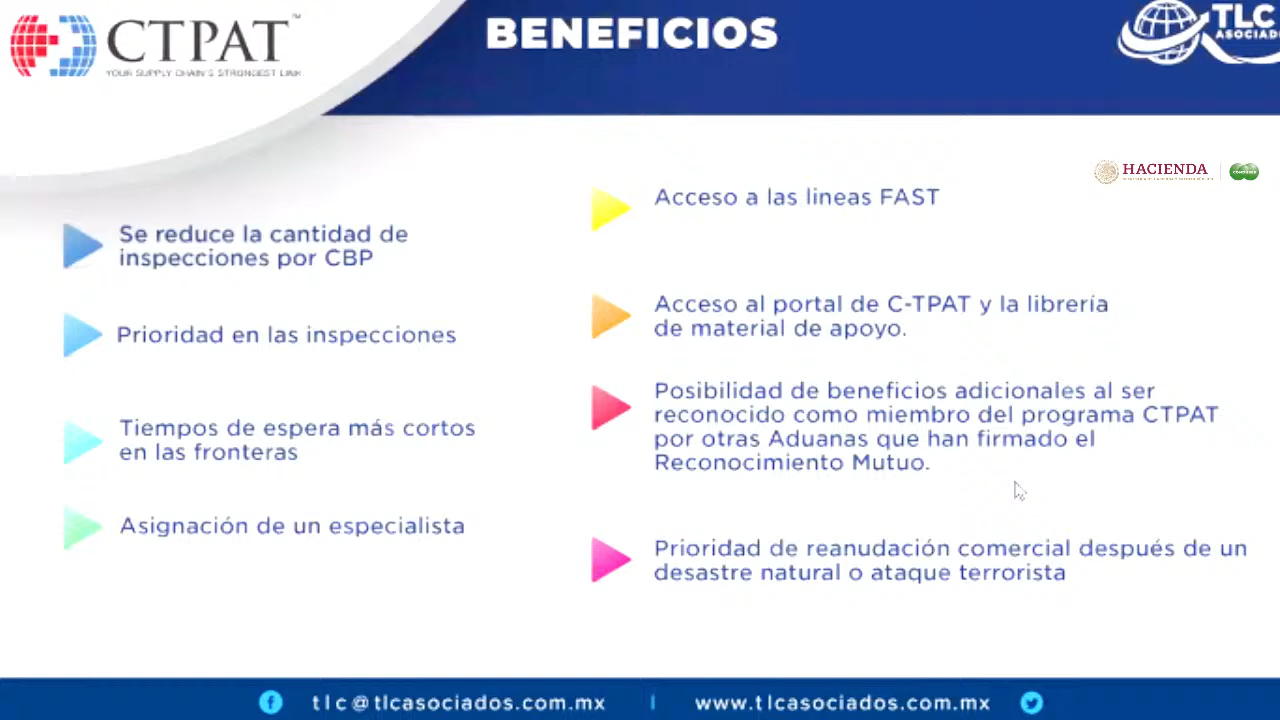 CTPAT™
YOUR SUPPLY CHAIN'S STRONGEST LINK
BENEFICIOS
TLC
ASOCIADO
HACIENDA
Se reduce la cantidad de
inspecciones por CBP
Prioridad en las inspecciones
Tiempos de espera más cortos
en las fronteras
Asignación de un especialista
Acceso a las lineas FAST
Acceso al portal de C-TPAT y la librería
de material de apoyo.
Posibilidad de beneficios adicionales al ser
reconocido como miembro del programa CTPAT
por otras Aduanas que han firmado el
Reconocimiento Mutuo.
Prioridad de reanudación comercial después de un
desastre natural o ataque terrorista
tlc@tlcasociados.com.mx | www.tlcasociados.com.mx